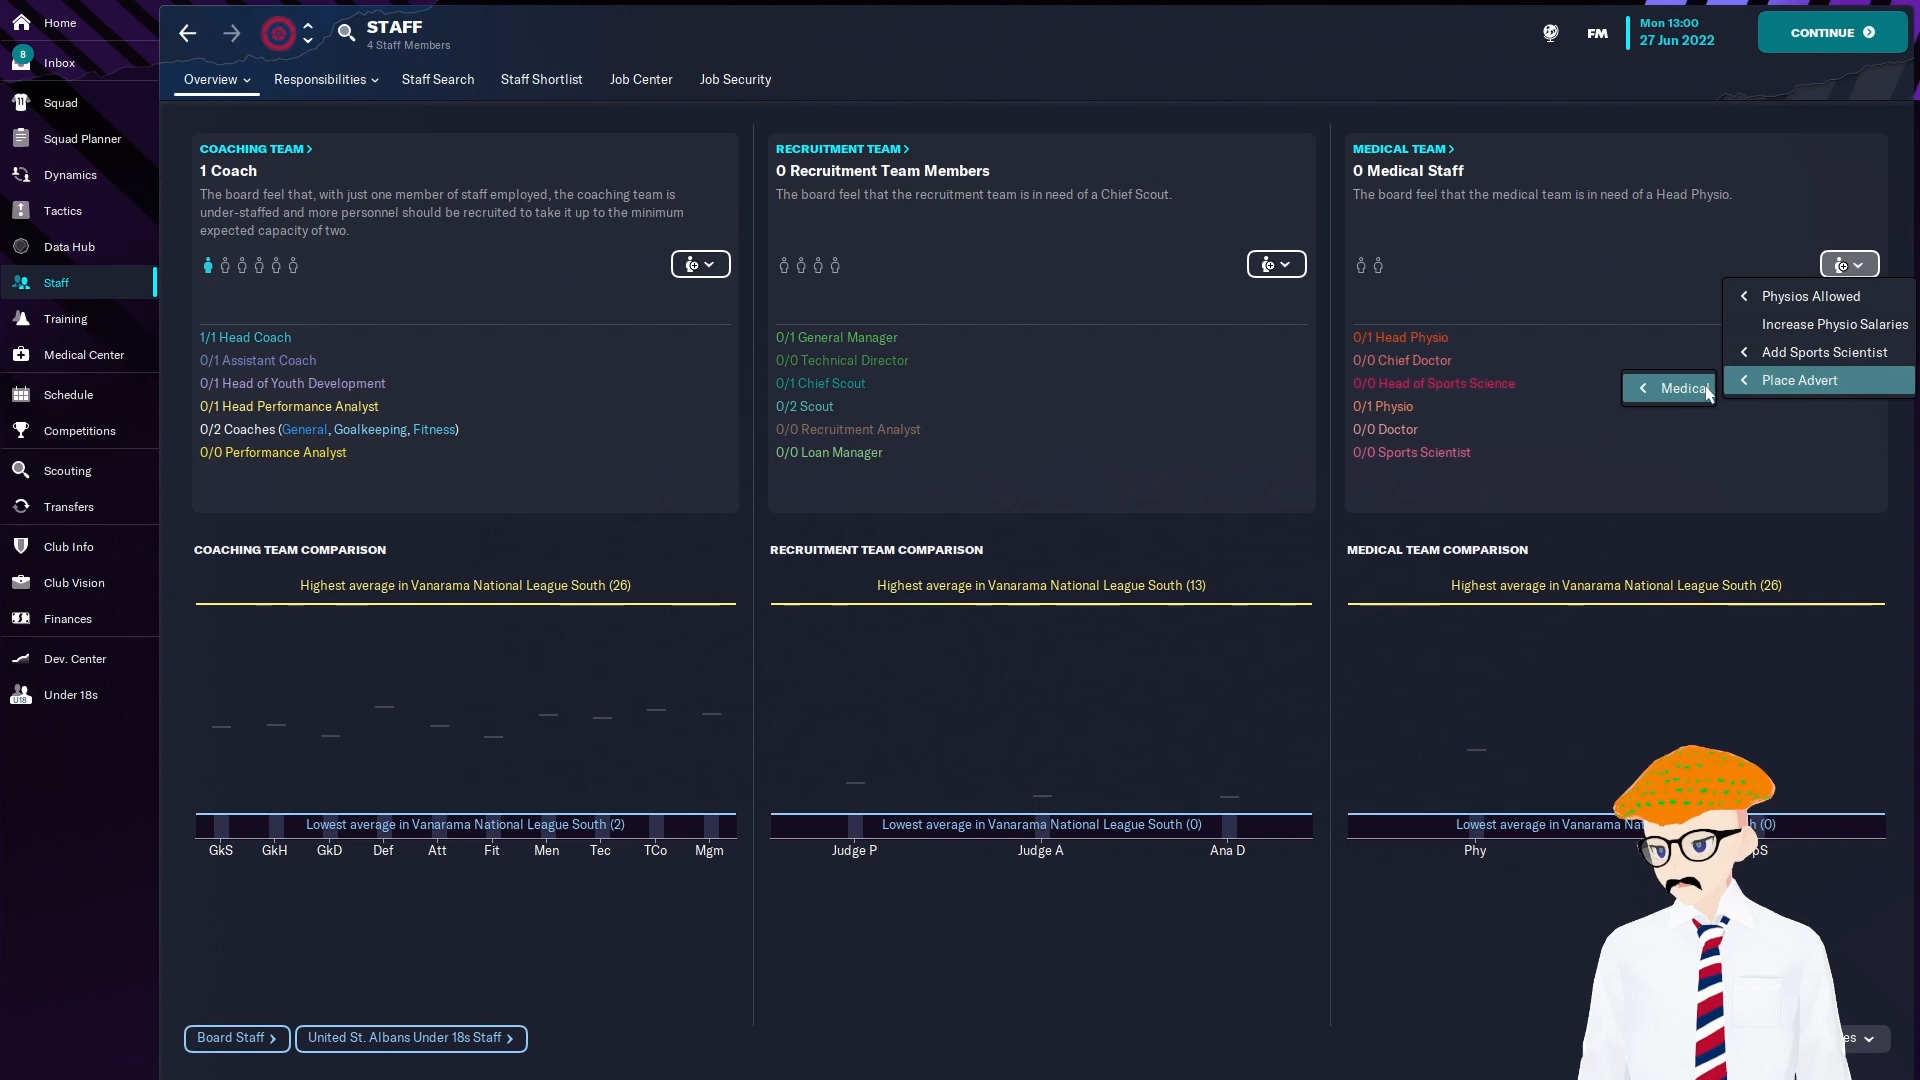 Home
8
Inbox
11
Squad
Squad Planner
Dynamics
Tactics
Data Hub
Staff
Training
Medical Center
Schedule
Competitions
Scouting
Transfers
Club Info
Club Vision
Finances
Dev. Center
U18
Under 18s
STAFF
4 Staff Members
FM
Mon 13:00
27 Jun 2022
CONTINUE
Overview
Responsibilities
Staff Search
Staff Shortlist
Job Center
Job Security
COACHING TEAM >
1 Coach
The board feel that, with just one member of staff employed, the coaching team is
under-staffed and more personnel should be recruited to take it up to the minimum
expected capacity of two.
1/1 Head Coach
0/1 Assistant Coach
0/1 Head of Youth Development
0/1 Head Performance Analyst
0/2 Coaches (General, Goalkeeping, Fitness)
0/0 Performance Analyst
RECRUITMENT TEAM >
0 Recruitment Team Members
The board feel that the recruitment team is in need of a Chief Scout.
0/1 General Manager
0/0 Technical Director
0/1 Chief Scout
0/2 Scout
0/0 Recruitment Analyst
0/0 Loan Manager
MEDICAL TEAM >
0 Medical Staff
The board feel that the medical team is in need of a Head Physio.
0/1 Head Physio
0/0 Chief Doctor
0/0 Head of Sports Science
0/1 Physio
0/0 Doctor
0/0 Sports Scientist
Physios Allowed
Increase Physio Salaries
Add Sports Scientist
Place Advert
Medical
COACHING TEAM COMPARISON
Highest average in Vanarama National League South (26)
Lowest average in Vanarama National League South (2)
GkS GkH GkD Def Att Fit Men Tec TCo Mgm
RECRUITMENT TEAM COMPARISON
Highest average in Vanarama National League South (13)
Lowest average in Vanarama National League South (0)
Judge P Judge A Ana D
MEDICAL TEAM COMPARISON
Highest average in Vanarama National League South (26)
Lowest average in Vanarama (0)
Phy
Board Staff >
United St. Albans Under 18s Staff >